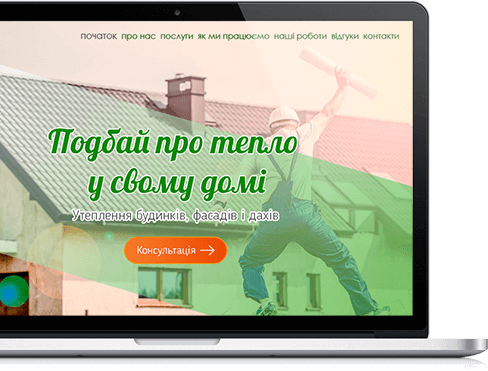 початок про нас послуги як ми працюємо наші роботи відгуки контакти
Подбай про тепло
у свому домі
Утеплення будинків, фасадів і дахів
Консультація